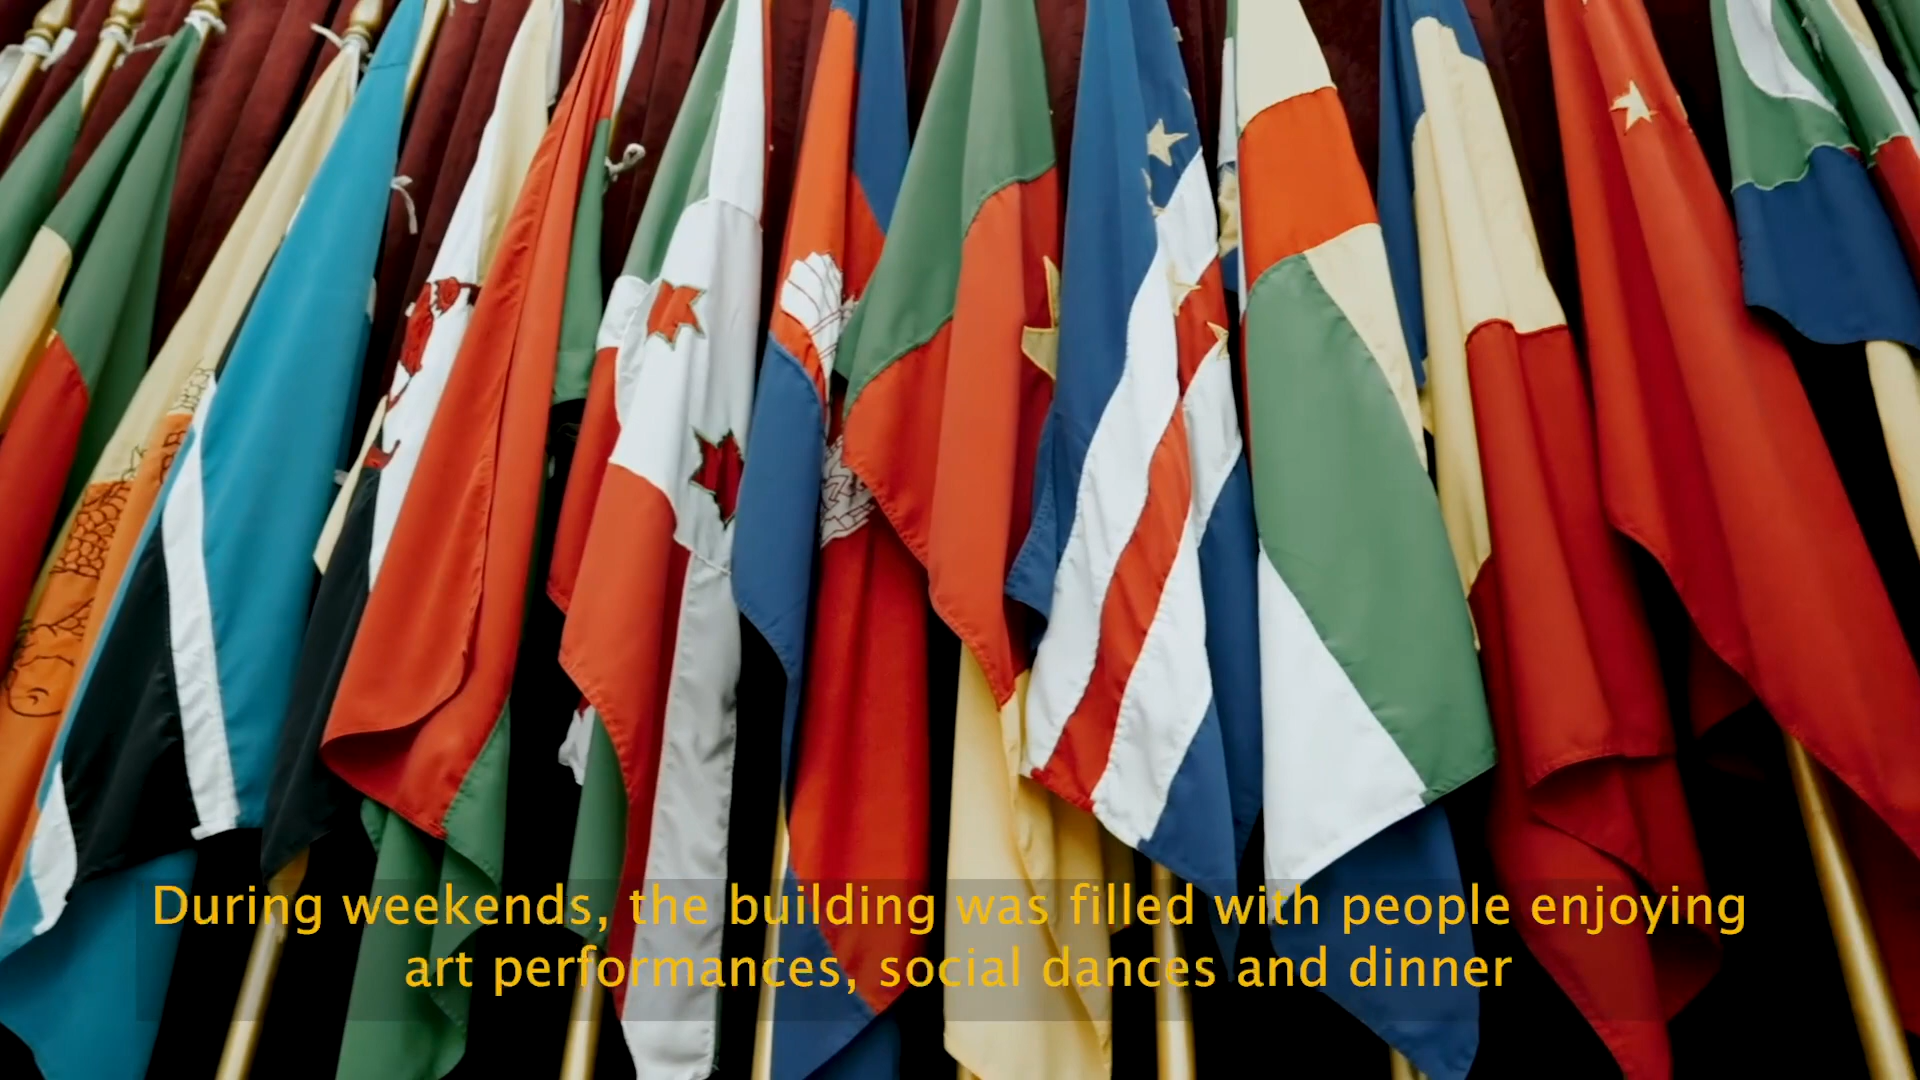 During weekends, the building was filled with people enjoying
art performances, social dances and dinner